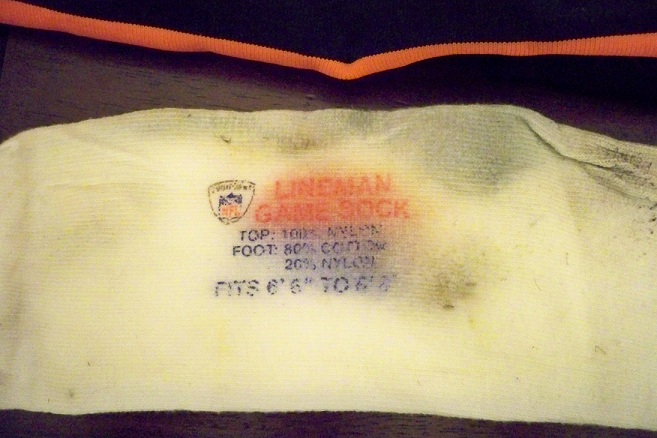 LINEMAN
GAME SOCK
TOP: 100% NYLON
FOOT: 80% COTTON
20% NYLON
FITS 6' 6" TO 6' 8"